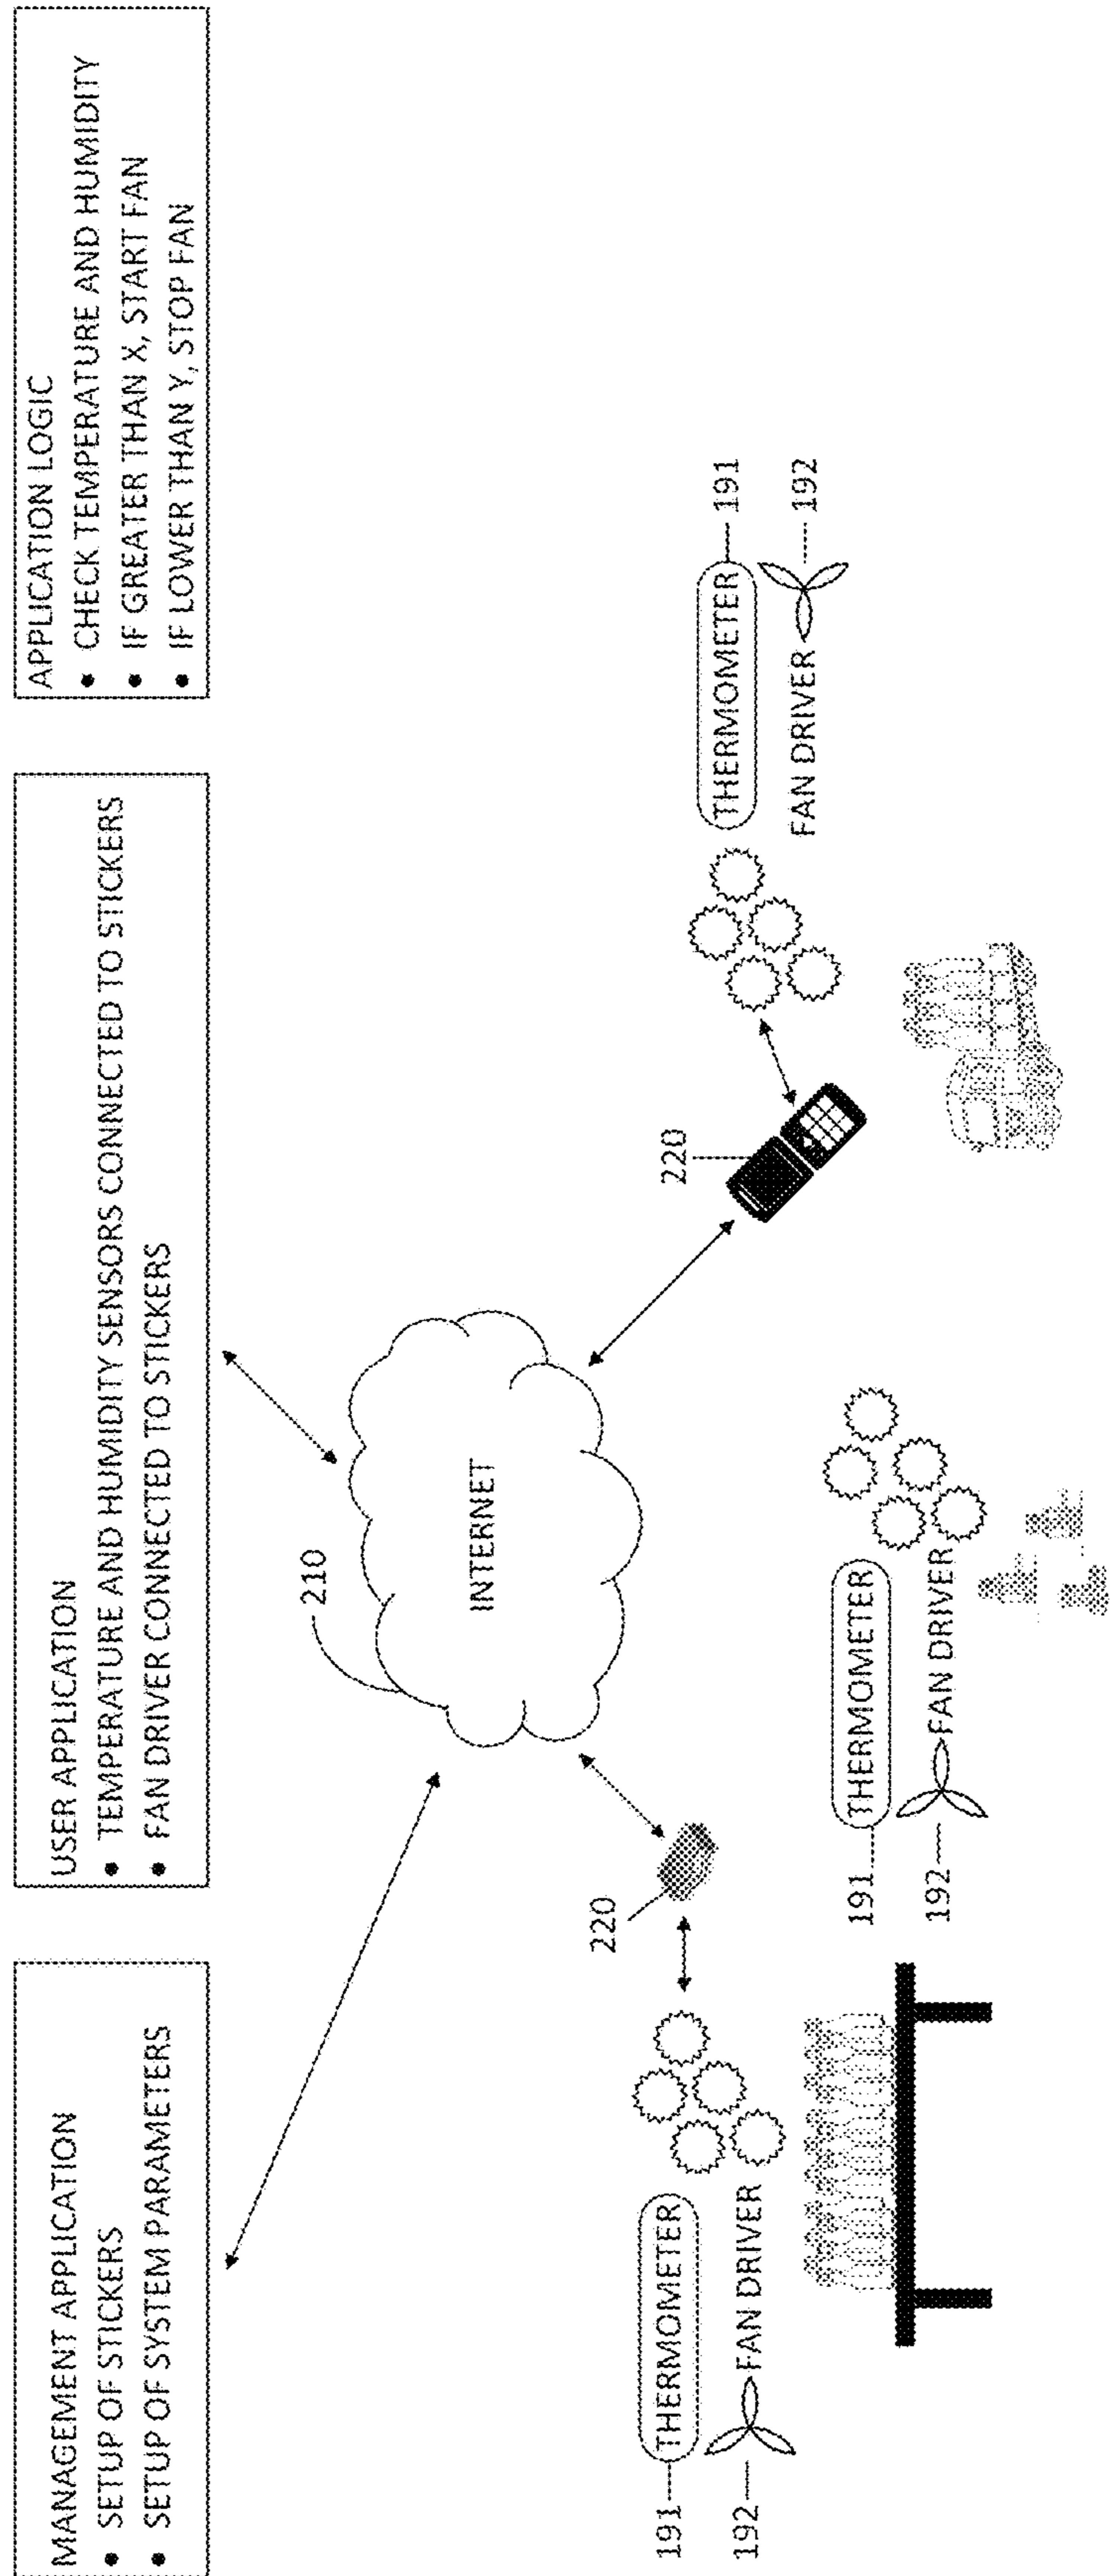 MANAGEMENT APPLICATION
• SETUP OF STICKERS
• SETUP OF SYSTEM PARAMETERS
USER APPLICATION
• TEMPERATURE AND HUMIDITY SENSORS CONNECTED TO STICKERS
• FAN DRIVER CONNECTED TO STICKERS
APPLICATION LOGIC
• CHECK TEMPERATURE AND HUMIDITY
• IF GREATER THAN X, START FAN
• IF LOWER THAN Y, STOP FAN
210
INTERNET
220
220
191
THERMOMETER
192
FAN DRIVER
191
THERMOMETER
192
FAN DRIVER
THERMOMETER
191
FAN DRIVER
192